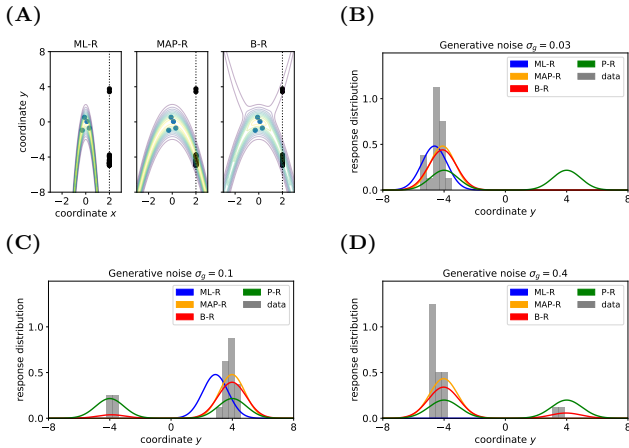 (A)
ML-R
MAP-R
B-R
coordinate y
8
4
0
−4
−8
−2 0 2
−2 0 2
−2 0 2
coordinate x
(B)
Generative noise σg = 0.03
response distribution
1.5
1.0
0.5
0.0
ML-R
MAP-R
B-R
P-R
data
−8 −4 0 4 8
coordinate y
(C)
Generative noise σg = 0.1
response distribution
1.0
0.5
0.0
ML-R
MAP-R
B-R
P-R
data
−8 −4 0 4 8
coordinate y
(D)
Generative noise σg = 0.4
response distribution
1.0
0.5
0.0
ML-R
MAP-R
B-R
P-R
data
−8 −4 0 4 8
coordinate y